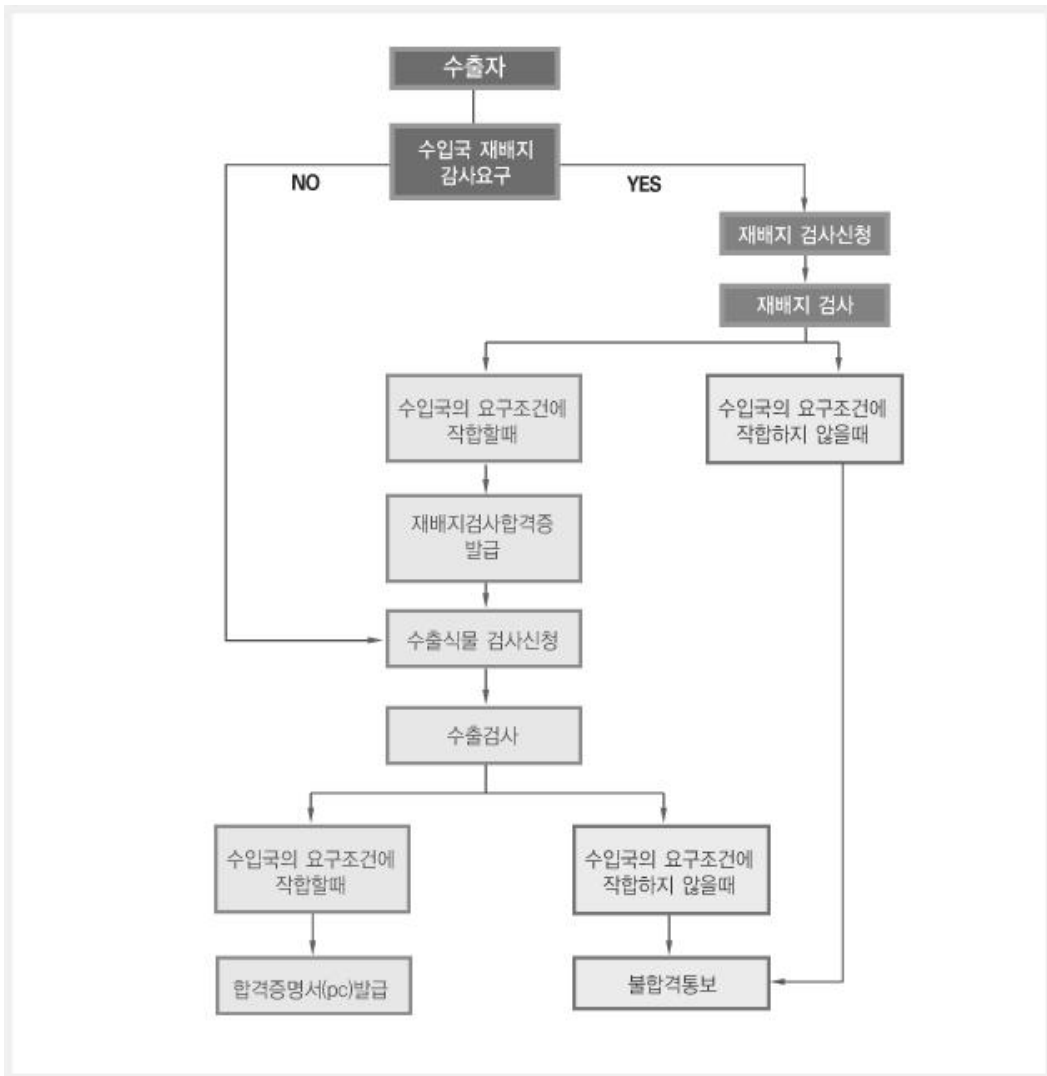 수출자
수입국 재배지
감사요구
NO
YES
재배지 검사신청
재배지 검사
수입국의 요구조건에
작합할때
수입국의 요구조건에
작합하지 않을때
재배지검사합격증
발급
수출식물 검사신청
수출검사
수입국의 요구조건에
작합할때
수입국의 요구조건에
작합하지 않을때
합격증명서(pc)발급
불합격통보